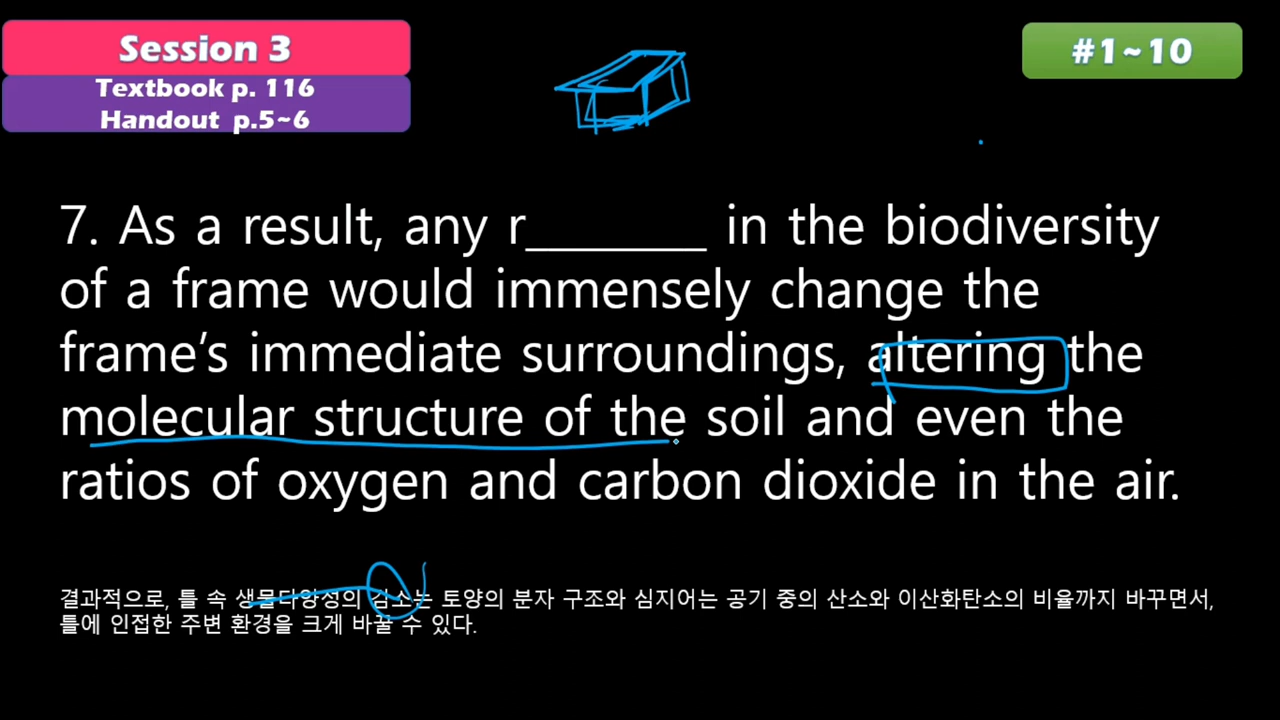 Session 3
Textbook p. 116
Handout p.5~6
#1~10
7. As a result, any r________ in the biodiversity
of a frame would immensely change the
frame’s immediate surroundings, altering the
molecular structure of the soil and even the
ratios of oxygen and carbon dioxide in the air.
결과적으로, 틀 속 생물다양성의 감소는 토양의 분자 구조와 심지어는 공기 중의 산소와 이산화탄소의 비율까지 바꾸면서,
틀에 인접한 주변 환경을 크게 바꿀 수 있다.